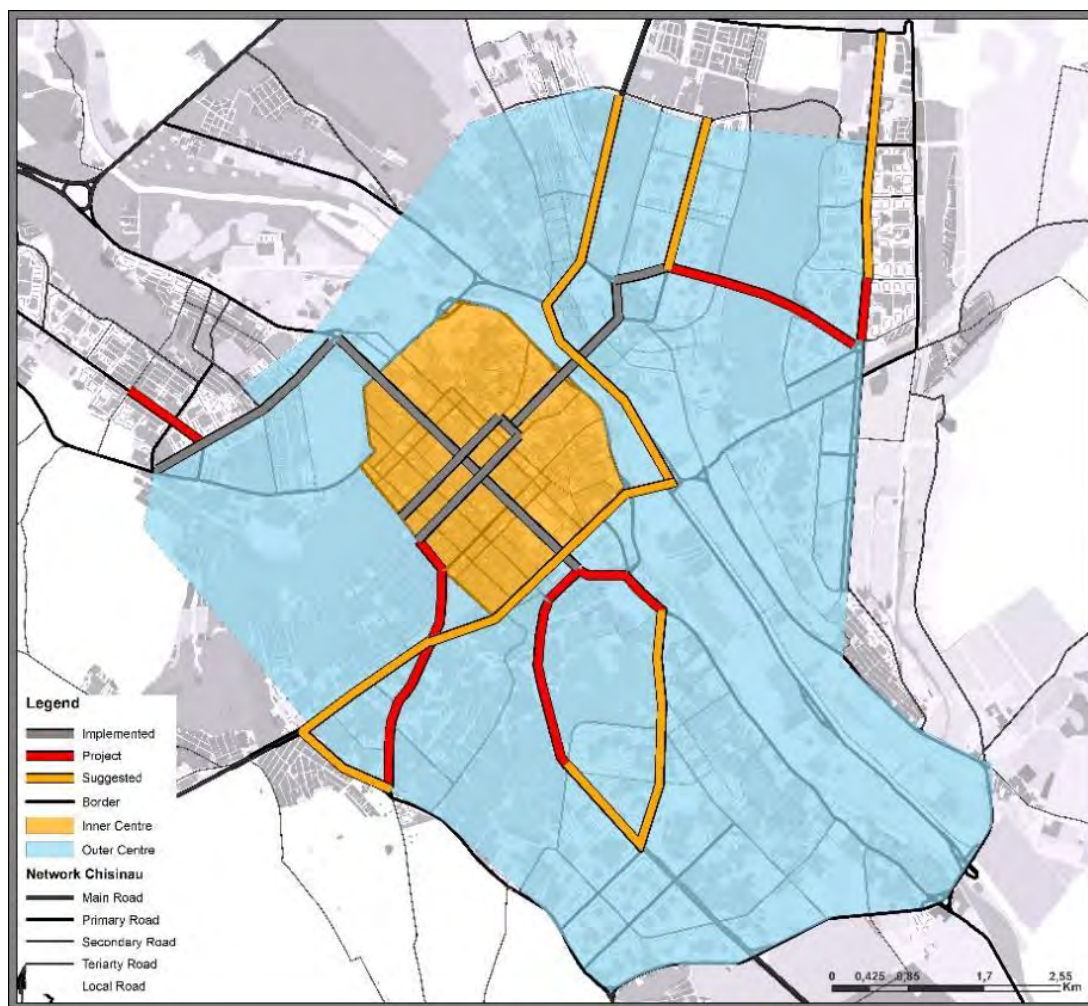 Legend
Implemented
Project
Suggested
Border
Inner Centre
Outer Centre
Network Chisinau
Main Road
Primary Road
Secondary Road
Teriarty Road
Local Road
0 0,425 0,85 1,7 2,55
Km